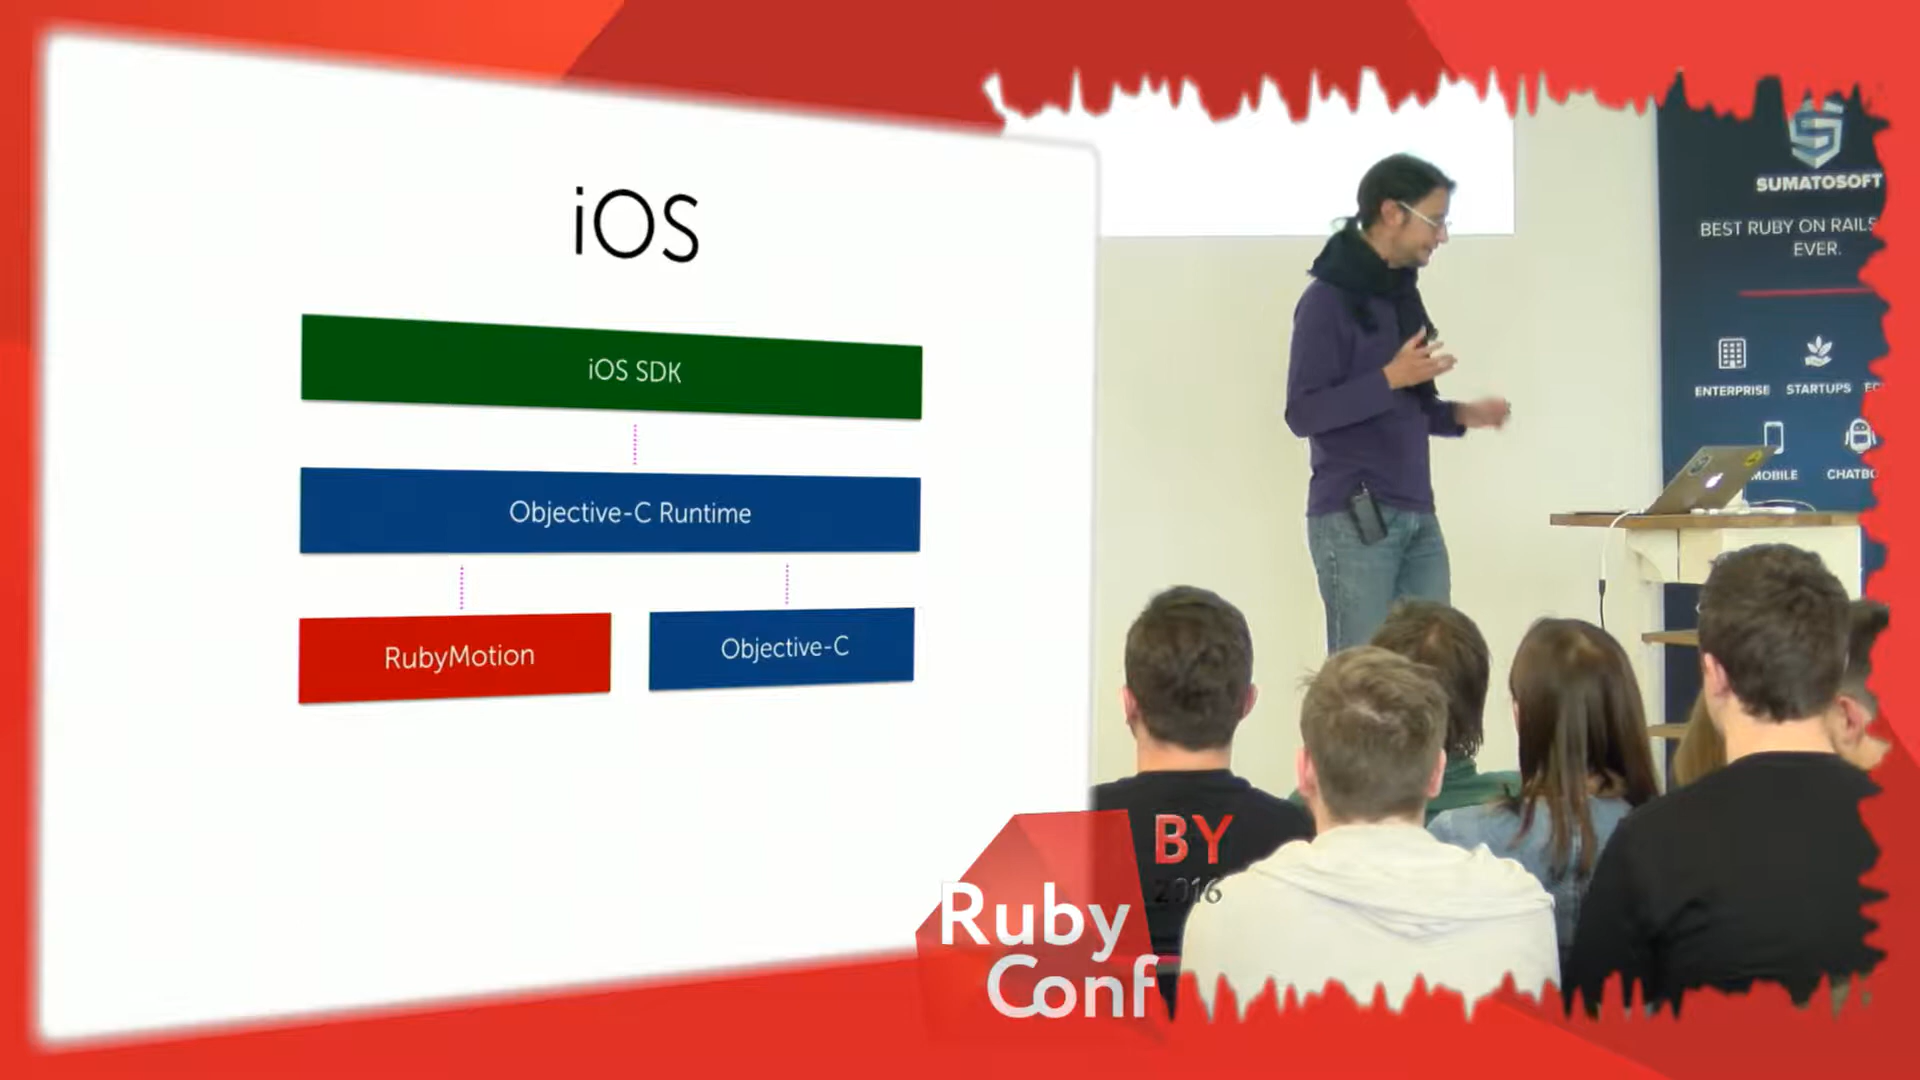 iOS
iOS SDK
Objective-C Runtime
RubyMotion
Objective-C
SUMATOSOFT
BEST RUBY ON RAILS
EVER.
ENTERPRISE
STARTUPS
MOBILE
BY
2016
Ruby
Conf